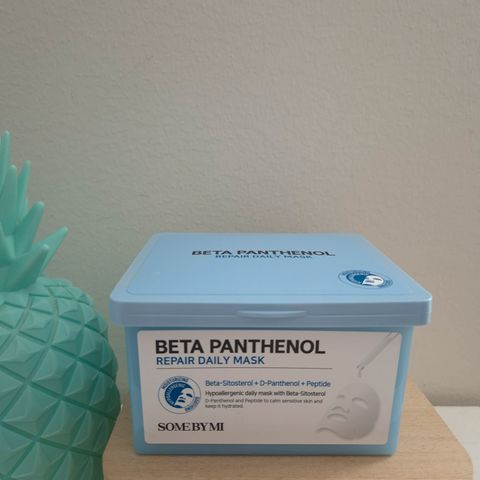 BETA PANTHENOL
REPAIR DAILY MASK
BETA PANTHENOL
REPAIR DAILY MASK
MOISTURIZING
Beta-Sitosterol + D-Panthenol + Peptide
Hypoallergenic daily mask with Beta-Sitosterol
D-Panthenol and Peptide to calm sensitive skin and
keep it hydrated.
SOME BY MI